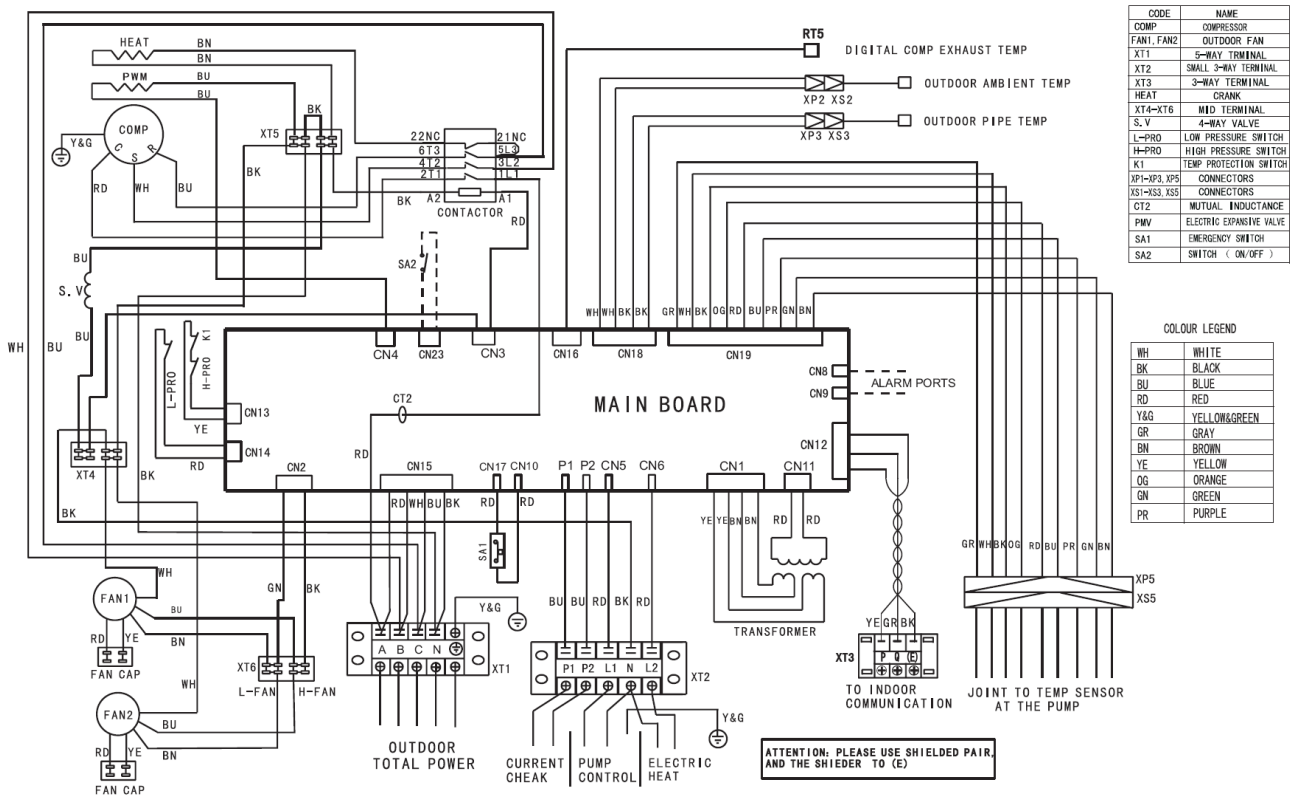 HEAT
BN
BN
PWM
BU
BU
COMP
C S R
Y&G
RD
WH
BU
XT5
BK
BK
22NC
21NC
6T3
5L3
4T2
3L2
2T1
1L1
A2
A1
BK
CONTACTOR
RD
RT5
DIGITAL COMP EXHAUST TEMP
OUTDOOR AMBIENT TEMP
XP2 XS2
OUTDOOR PIPE TEMP
XP3 XS3
CODE NAME
COMP COMPRESSOR
FAN1, FAN2 OUTDOOR FAN
XT1 5-WAY TRMINAL
XT2 SMALL 3-WAY TERMINAL
XT3 3-WAY TERMINAL
HEAT CRANK
XT4-XT6 MID TERMINAL
S. V 4-WAY VALVE
L-PRO LOW PRESSURE SWITCH
H-PRO HIGH PRESSURE SWITCH
K1 TEMP PROTECTION SWITCH
XP1-XP3, XP5 CONNECTORS
XS1-XS3, XS5 CONNECTORS
CT2 MUTUAL INDUCTANCE
PMV ELECTRIC EXPANSIVE VALVE
SA1 EMERGENCY SWITCH
SA2 SWITCH ( ON/OFF )
BU
S. V
BU
BU
WH
BU
SA2
WH WH BK BK
GR WH BK OG RD BU PR GN BN
L-PRO
H-PRO K1
CN4
CN23
CN3
CN16
CN18
CN19
CN8
CN9
ALARM PORTS
COLOUR LEGEND
WH WHITE
BK BLACK
BU BLUE
RD RED
Y&G YELLOW&GREEN
GR GRAY
BN BROWN
YE YELLOW
OG ORANGE
GN GREEN
PR PURPLE
CT2
MAIN BOARD
CN13
YE
CN14
RD
CN12
XT4
BK
BK
RD
CN2
CN15
CN17
CN10
P1
P2
CN5
CN6
CN1
CN11
RD WH BU BK
RD
RD
YE YE BN BN
RD
RD
SA1
GR WH BK OG RD BU PR GN BN
XP5
XS5
WH
GN
BK
FAN1
BU
BN
RD
YE
FAN CAP
XT6
L-FAN
H-FAN
WH
FAN2
BU
BN
RD
YE
FAN CAP
Y&G
A B C N
XT1
OUTDOOR
TOTAL POWER
BU BU RD BK RD
P1 P2 L1 N L2
XT2
Y&G
CURRENT
CHEAK
PUMP
CONTROL
ELECTRIC
HEAT
TRANSFORMER
YE GR BK
XT3
P Q (E)
TO INDOOR
COMMUNICATION
JOINT TO TEMP SENSOR
AT THE PUMP
ATTENTION: PLEASE USE SHIELDED PAIR,
AND THE SHIEDER TO (E)